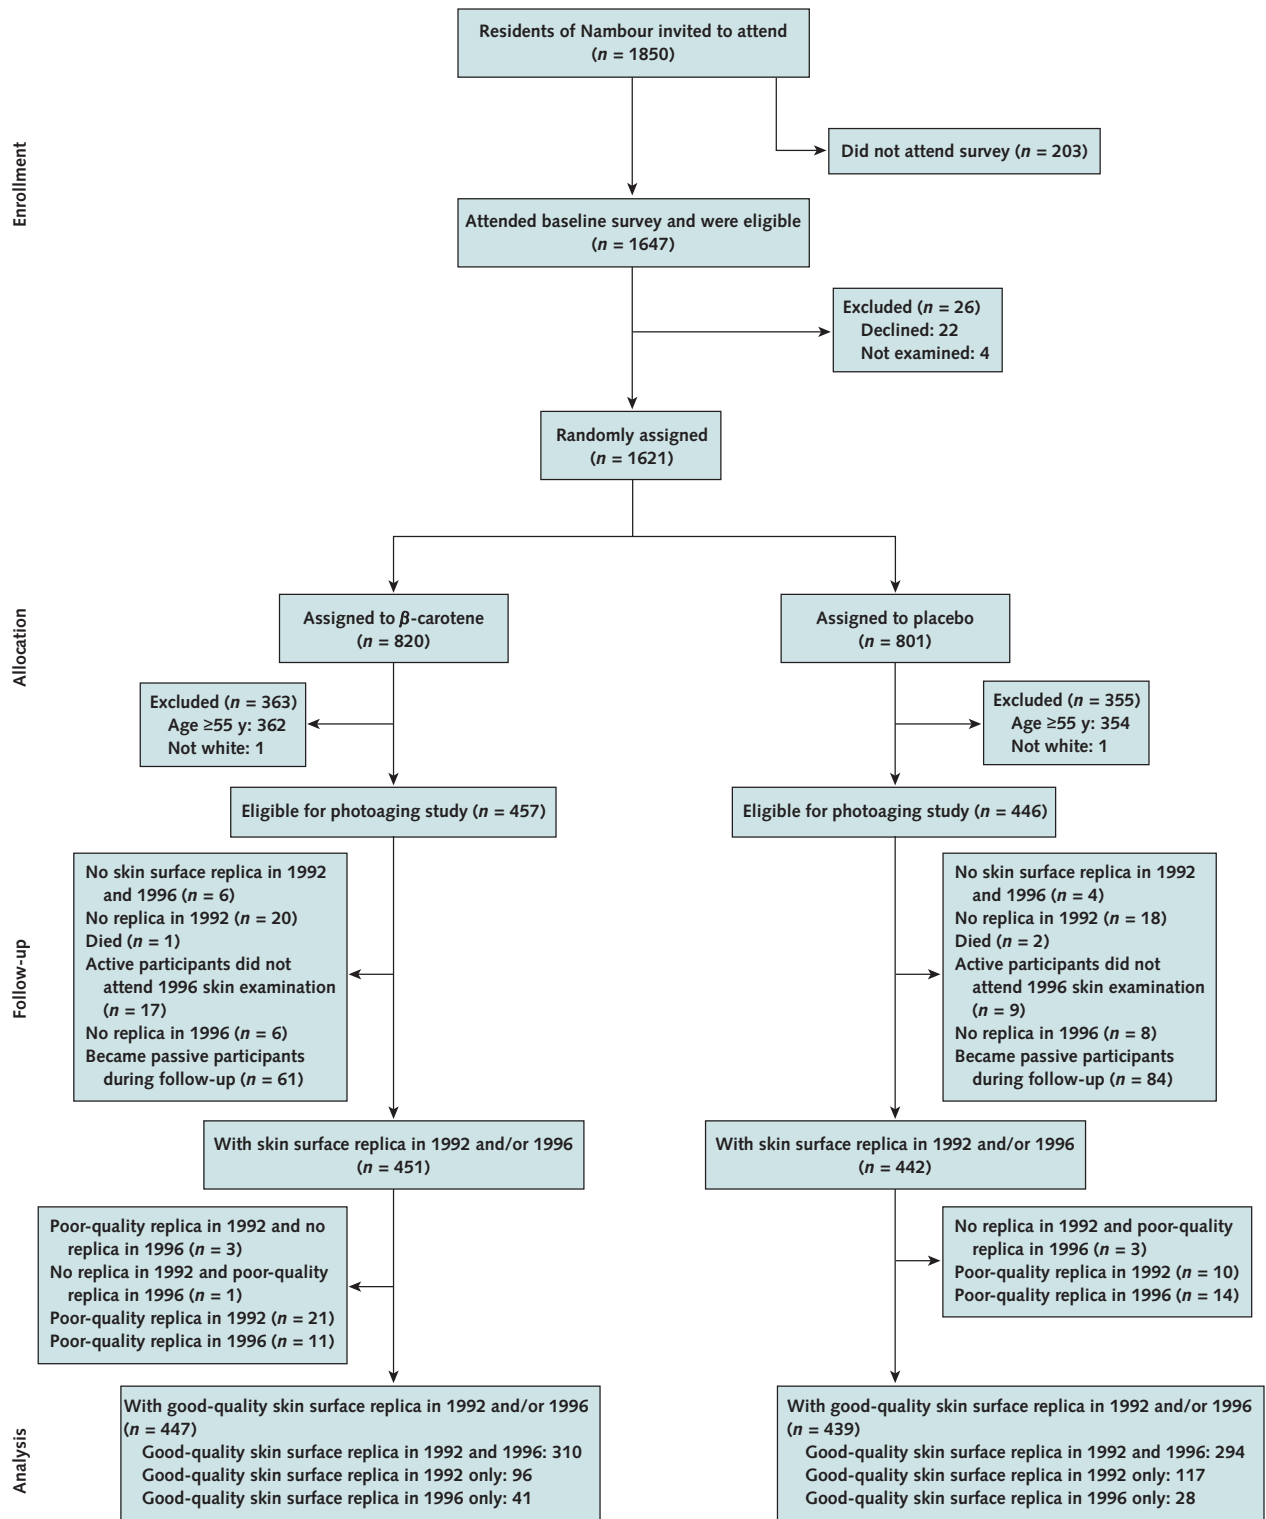 Residents of Nambour invited to attend
(n = 1850)
Did not attend survey (n = 203)
Enrollment
Attended baseline survey and were eligible
(n = 1647)
Excluded (n = 26)
Declined: 22
Not examined: 4
Randomly assigned
(n = 1621)
Allocation
Assigned to β-carotene
(n = 820)
Assigned to placebo
(n = 801)
Excluded (n = 363)
Age ≥55 y: 362
Not white: 1
Excluded (n = 355)
Age ≥55 y: 354
Not white: 1
Eligible for photoaging study (n = 457)
Eligible for photoaging study (n = 446)
Follow-up
No skin surface replica in 1992
and 1996 (n = 6)
No replica in 1992 (n = 20)
Died (n = 1)
Active participants did not
attend 1996 skin examination
(n = 17)
No replica in 1996 (n = 6)
Became passive participants
during follow-up (n = 61)
No skin surface replica in 1992
and 1996 (n = 4)
No replica in 1992 (n = 18)
Died (n = 2)
Active participants did not
attend 1996 skin examination
(n = 9)
No replica in 1996 (n = 8)
Became passive participants
during follow-up (n = 84)
With skin surface replica in 1992 and/or 1996
(n = 451)
With skin surface replica in 1992 and/or 1996
(n = 442)
Poor-quality replica in 1992 and no
replica in 1996 (n = 3)
No replica in 1992 and poor-quality
replica in 1996 (n = 1)
Poor-quality replica in 1992 (n = 21)
Poor-quality replica in 1996 (n = 11)
No replica in 1992 and poor-quality
replica in 1996 (n = 3)
Poor-quality replica in 1992 (n = 10)
Poor-quality replica in 1996 (n = 14)
Analysis
With good-quality skin surface replica in 1992 and/or 1996
(n = 447)
Good-quality skin surface replica in 1992 and 1996: 310
Good-quality skin surface replica in 1992 only: 96
Good-quality skin surface replica in 1996 only: 41
With good-quality skin surface replica in 1992 and/or 1996
(n = 439)
Good-quality skin surface replica in 1992 and 1996: 294
Good-quality skin surface replica in 1992 only: 117
Good-quality skin surface replica in 1996 only: 28